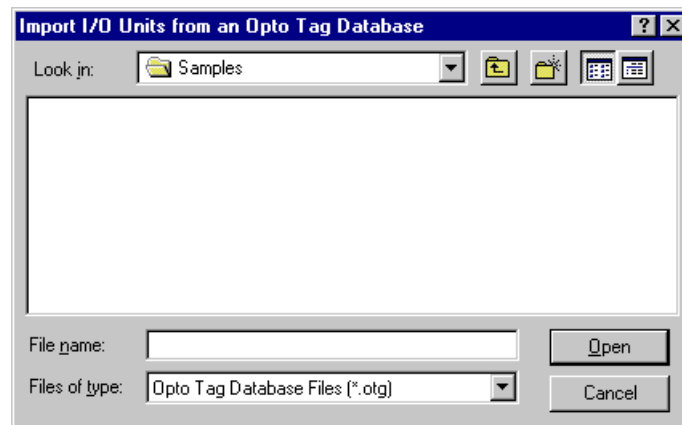 Import I/O Units from an Opto Tag Database
Look in: Samples
File name: Open
Files of type: Opto Tag Database Files (*.otg) Cancel